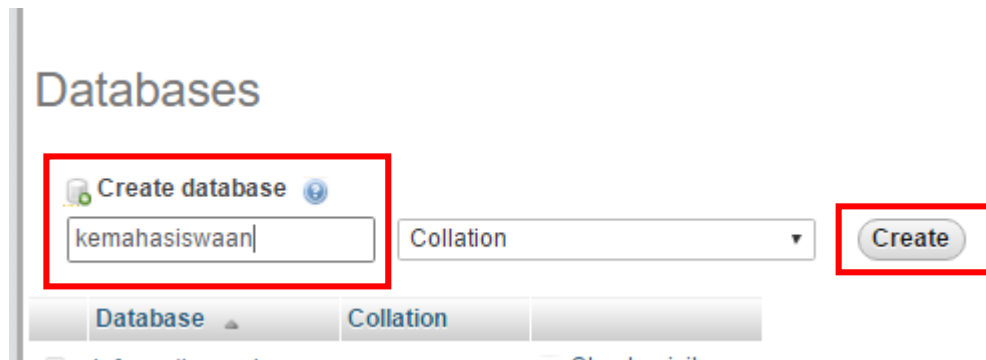 Databases
Create database
kemahasiswaan
Collation
Create
Database
Collation